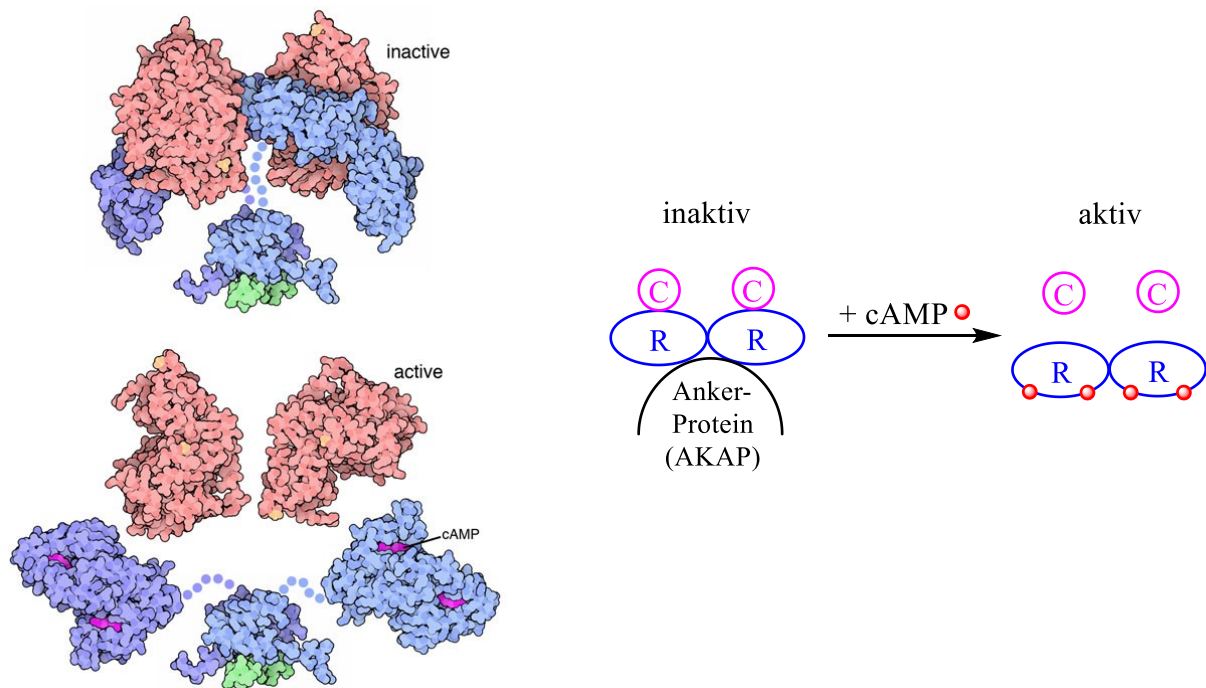 inactive
active
cAMP
inaktiv
aktiv
C
C
R
R
Anker-
Protein
(AKAP)
+ cAMP
C
C
R
R